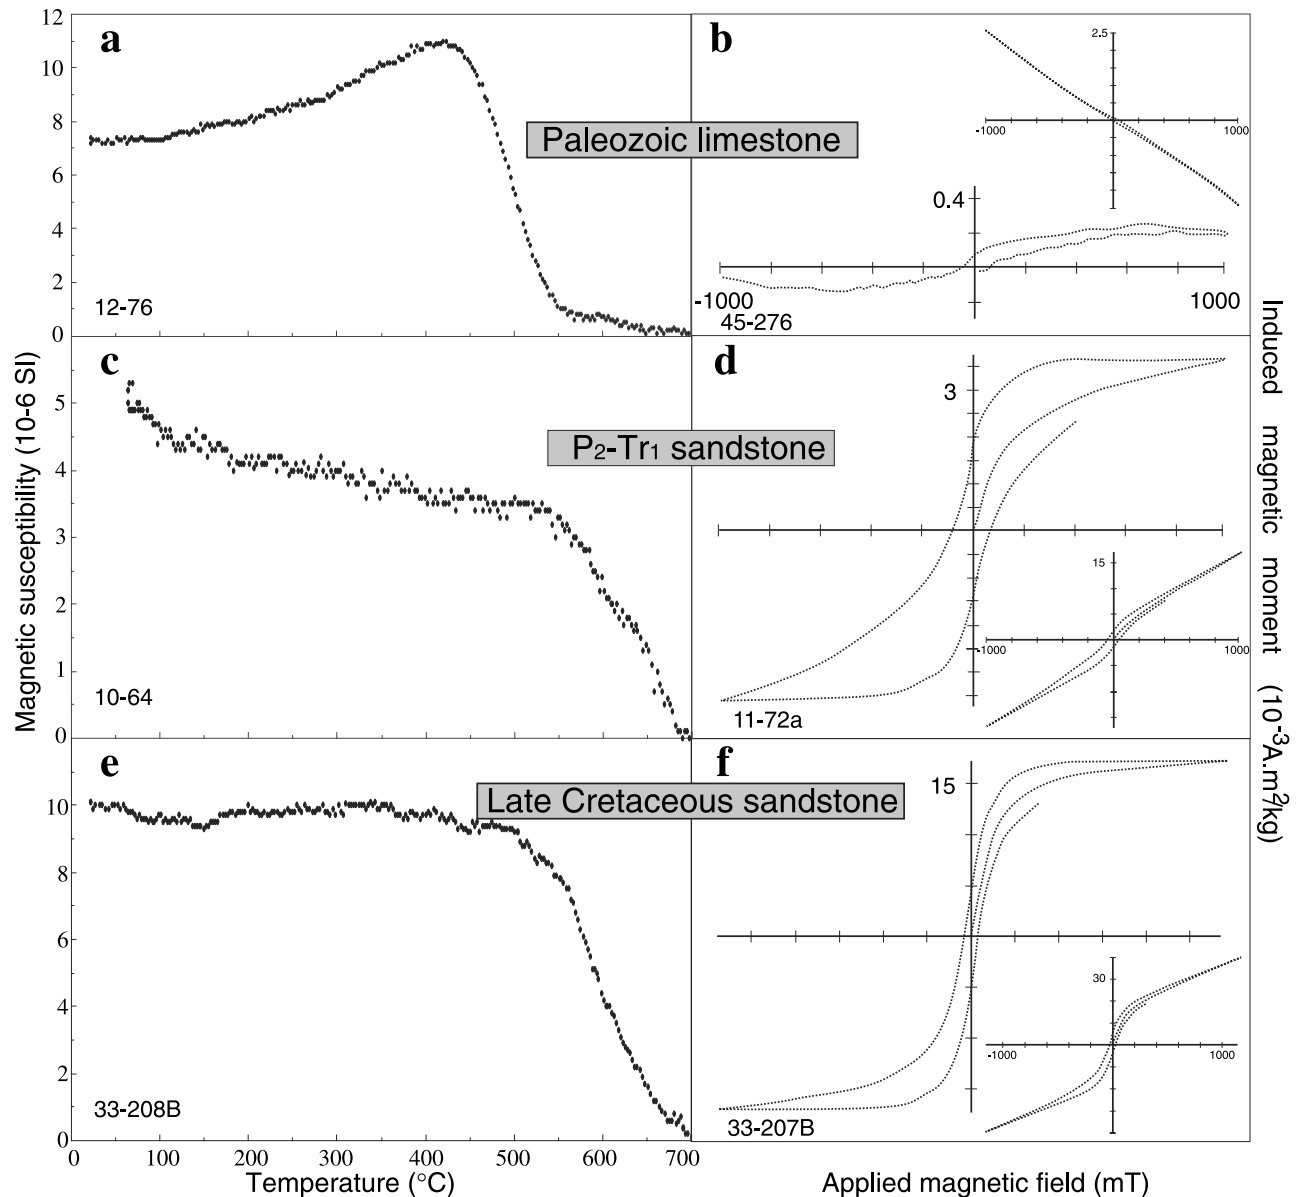 a
12
10
8
6
4
2
0
12-76
b
2.5
-1000
1000
0.4
-1000
1000
45-276
Paleozoic limestone
c
5
4
3
2
1
0
10-64
d
3
15
-1000
1000
11-72a
P2-Tr1 sandstone
e
10
8
10
6
4
2
0
33-208B
f
15
30
-1000
1000
33-207B
Late Cretaceous sandstone
0 100 200 300 400 500 600 700
Temperature (°C)
Applied magnetic field (mT)
Magnetic susceptibility (10-6 SI)
Induced magnetic moment (10-3A.m2/kg)